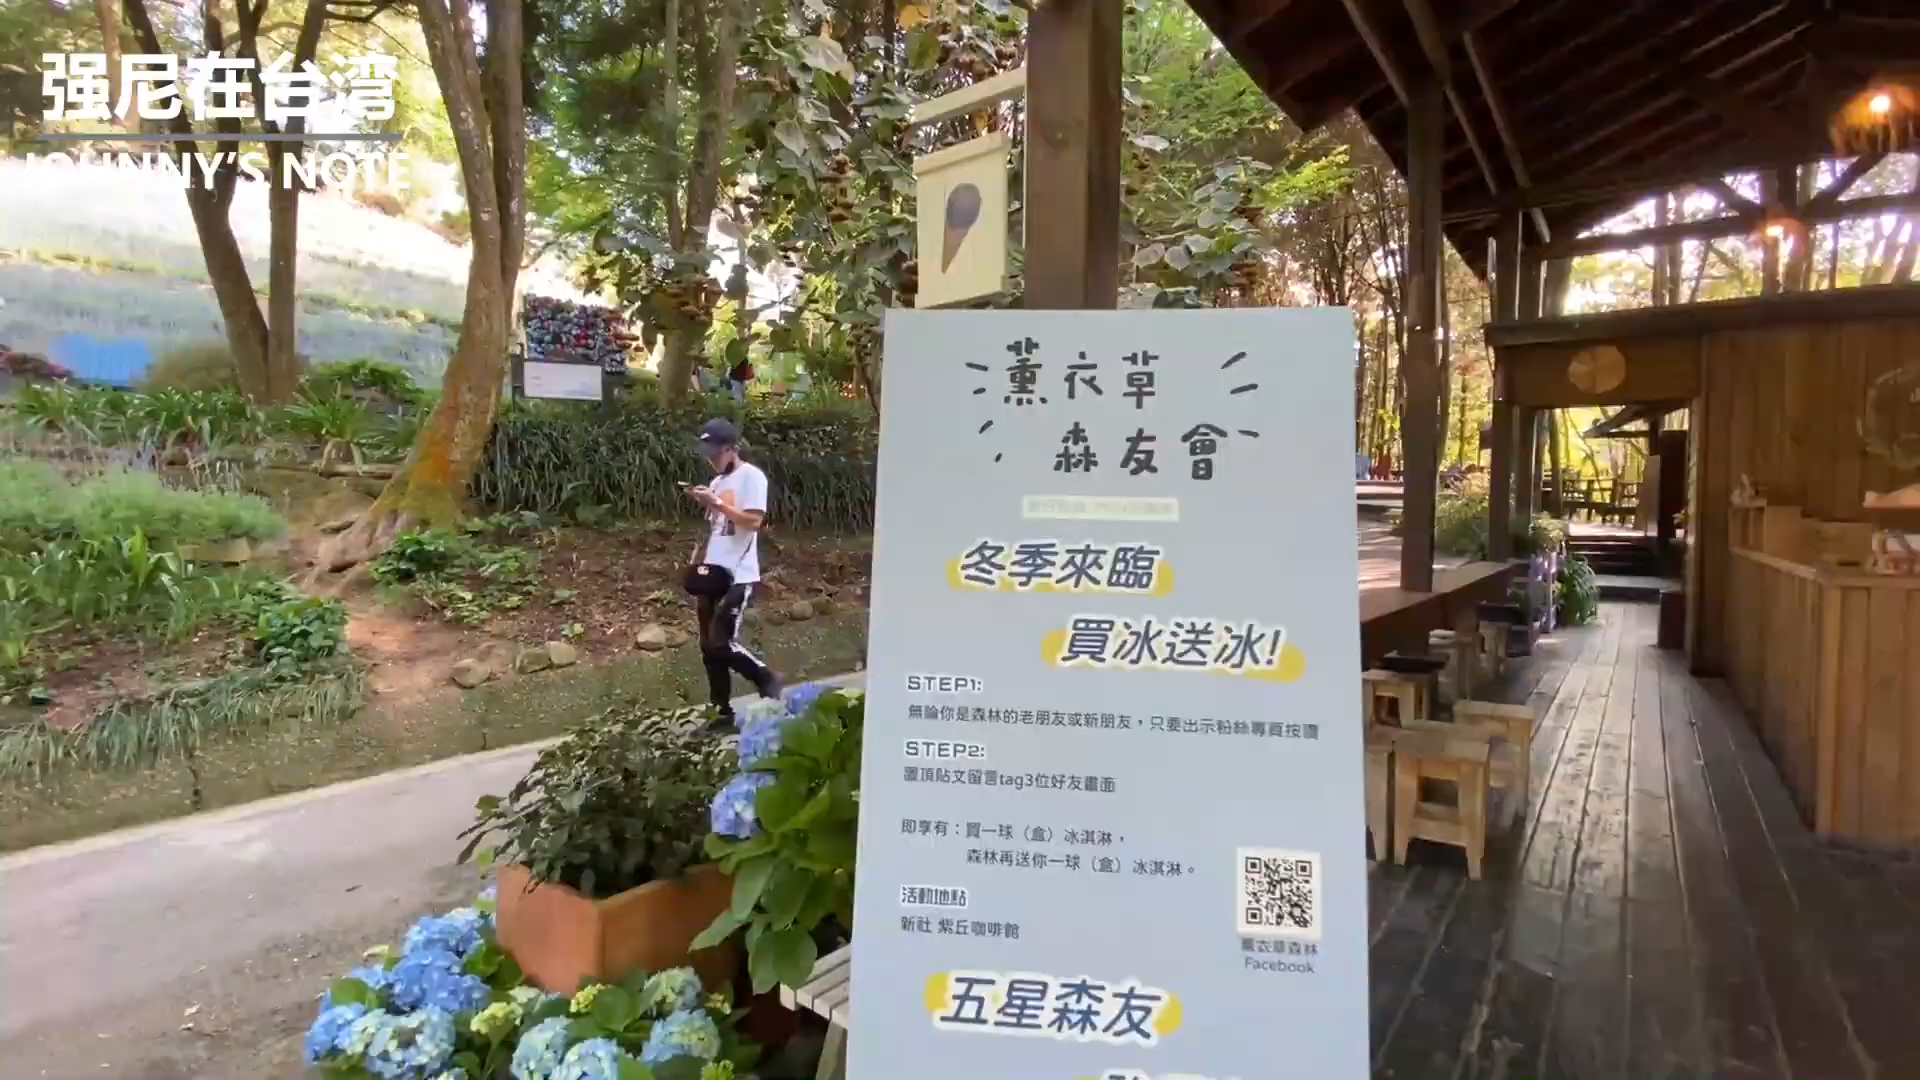 强尼在台湾
JOHNNY'S NOTE
薰衣草
森友會
冬季來臨
買冰送冰!
STEP1:
無論你是森林的老朋友或新朋友，只要出示粉絲專頁按讚
STEP2:
置頂貼文留言tag3位好友畫面
即享有：買一球（盒）冰淇淋，
森林再送你一球（盒）冰淇淋。
活動地點
新社 紫丘咖啡館
薰衣草森林
Facebook
五星森友